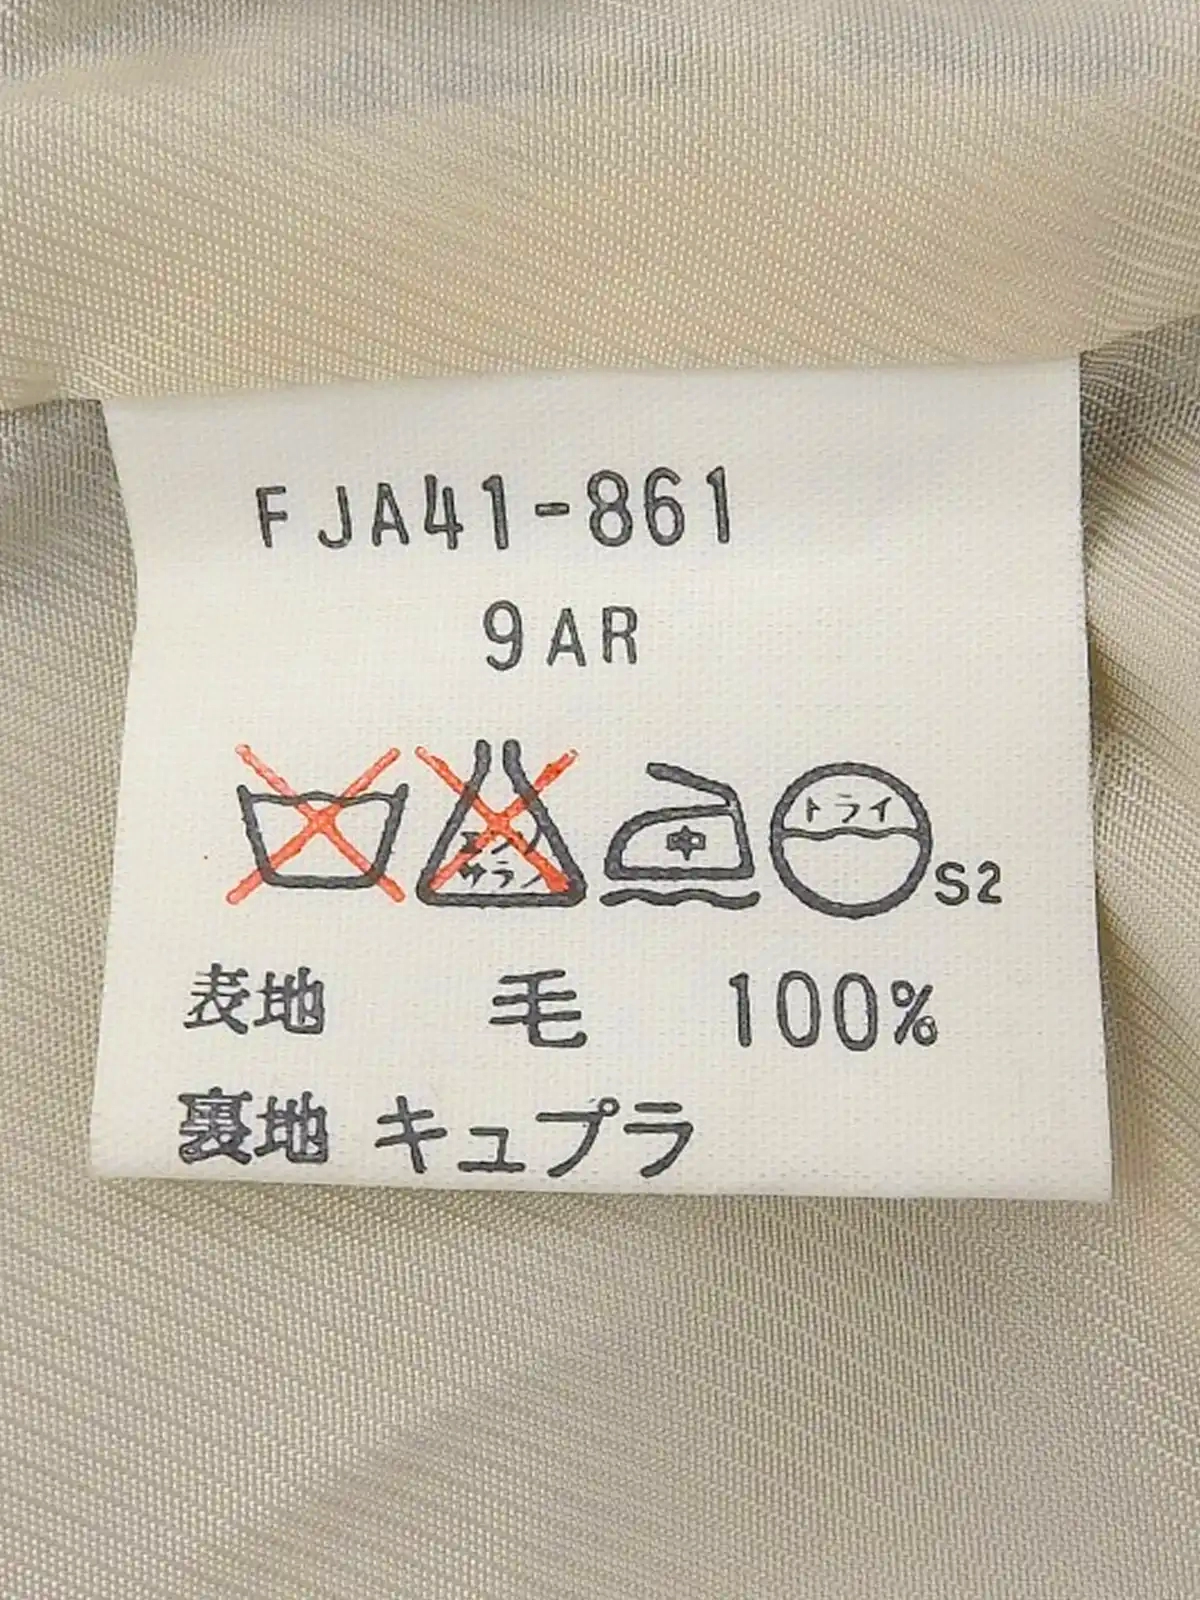 FJA41-861
9AR
エンソ
サラシ
中
ドライ
S2
表地 毛 100%
裏地 キュプラ